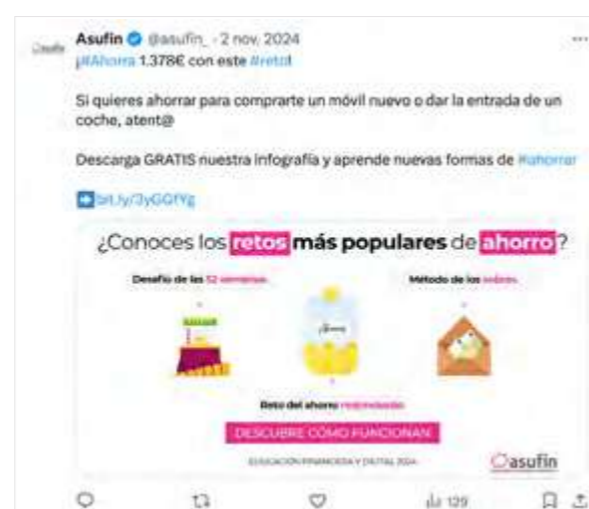 Asufin @asufin_ · 2 nov. 2024
¡#Ahorra 1.378€ con este #reto!
Si quieres ahorrar para comprarte un móvil nuevo o dar la entrada de un
coche, atent@
Descarga GRATIS nuestra infografía y aprende nuevas formas de #ahorrar
¿Conoces los retos más populares de ahorro?
Desafío de las 52 semanas
Método de los sobres
Reto del ahorro redondeado
DESCUBRE CÓMO FUNCIONAN
EDUCACIÓN FINANCIERA Y DIGITAL 2024
asufin
129